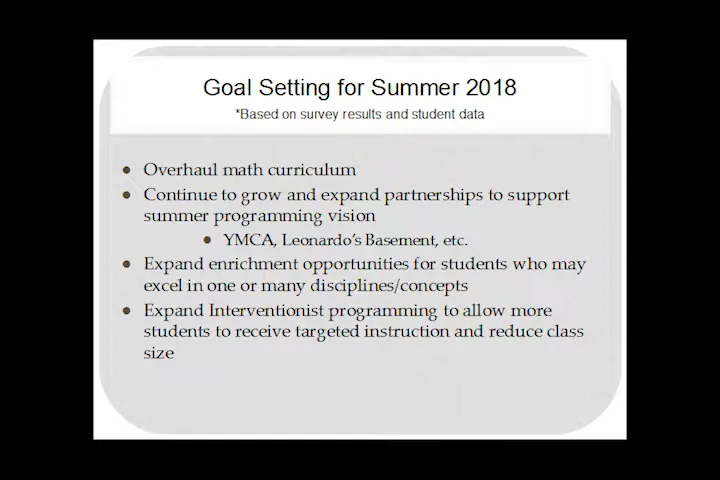 Goal Setting for Summer 2018
*Based on survey results and student data
● Overhaul math curriculum
● Continue to grow and expand partnerships to support
summer programming vision
● YMCA, Leonardo's Basement, etc.
● Expand enrichment opportunities for students who may
excel in one or many disciplines/concepts
● Expand Interventionist programming to allow more
students to receive targeted instruction and reduce class
size